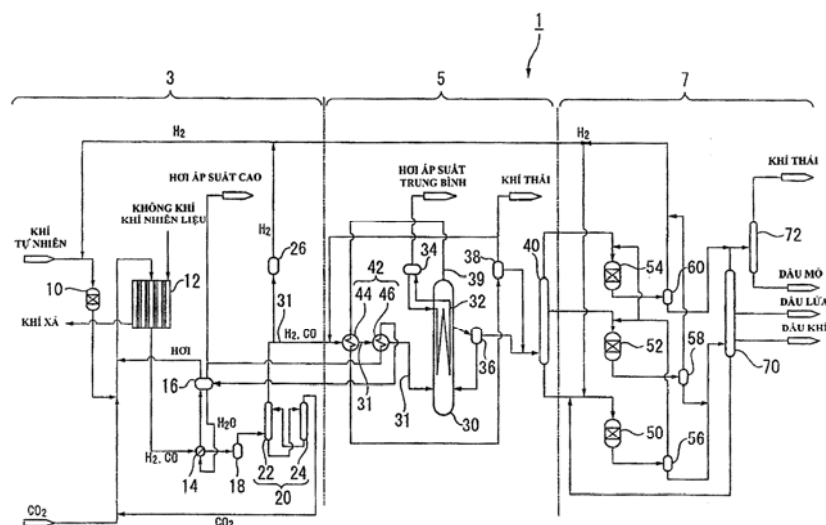 1
3
5
7
H₂
H₂
HƠI ÁP SUẤT CAO
HƠI ÁP SUẤT
TRUNG BÌNH
KHÍ THẢI
KHÍ THẢI
KHÔNG KHÍ
KHÍ NHIÊN LIỆU
KHÍ
TỰ NHIÊN
H₂
26
34
38
40
72
10
12
42
39
54
60
DẦU MỎ
KHÍ XẢ
31
44
46
32
DẦU LỬA
HƠI
H₂, CO
52
DẦU KHÍ
16
36
58
70
31
31
30
H₂O
50
H₂, CO
14
18
22
24
56
20
CO₂
CO₂